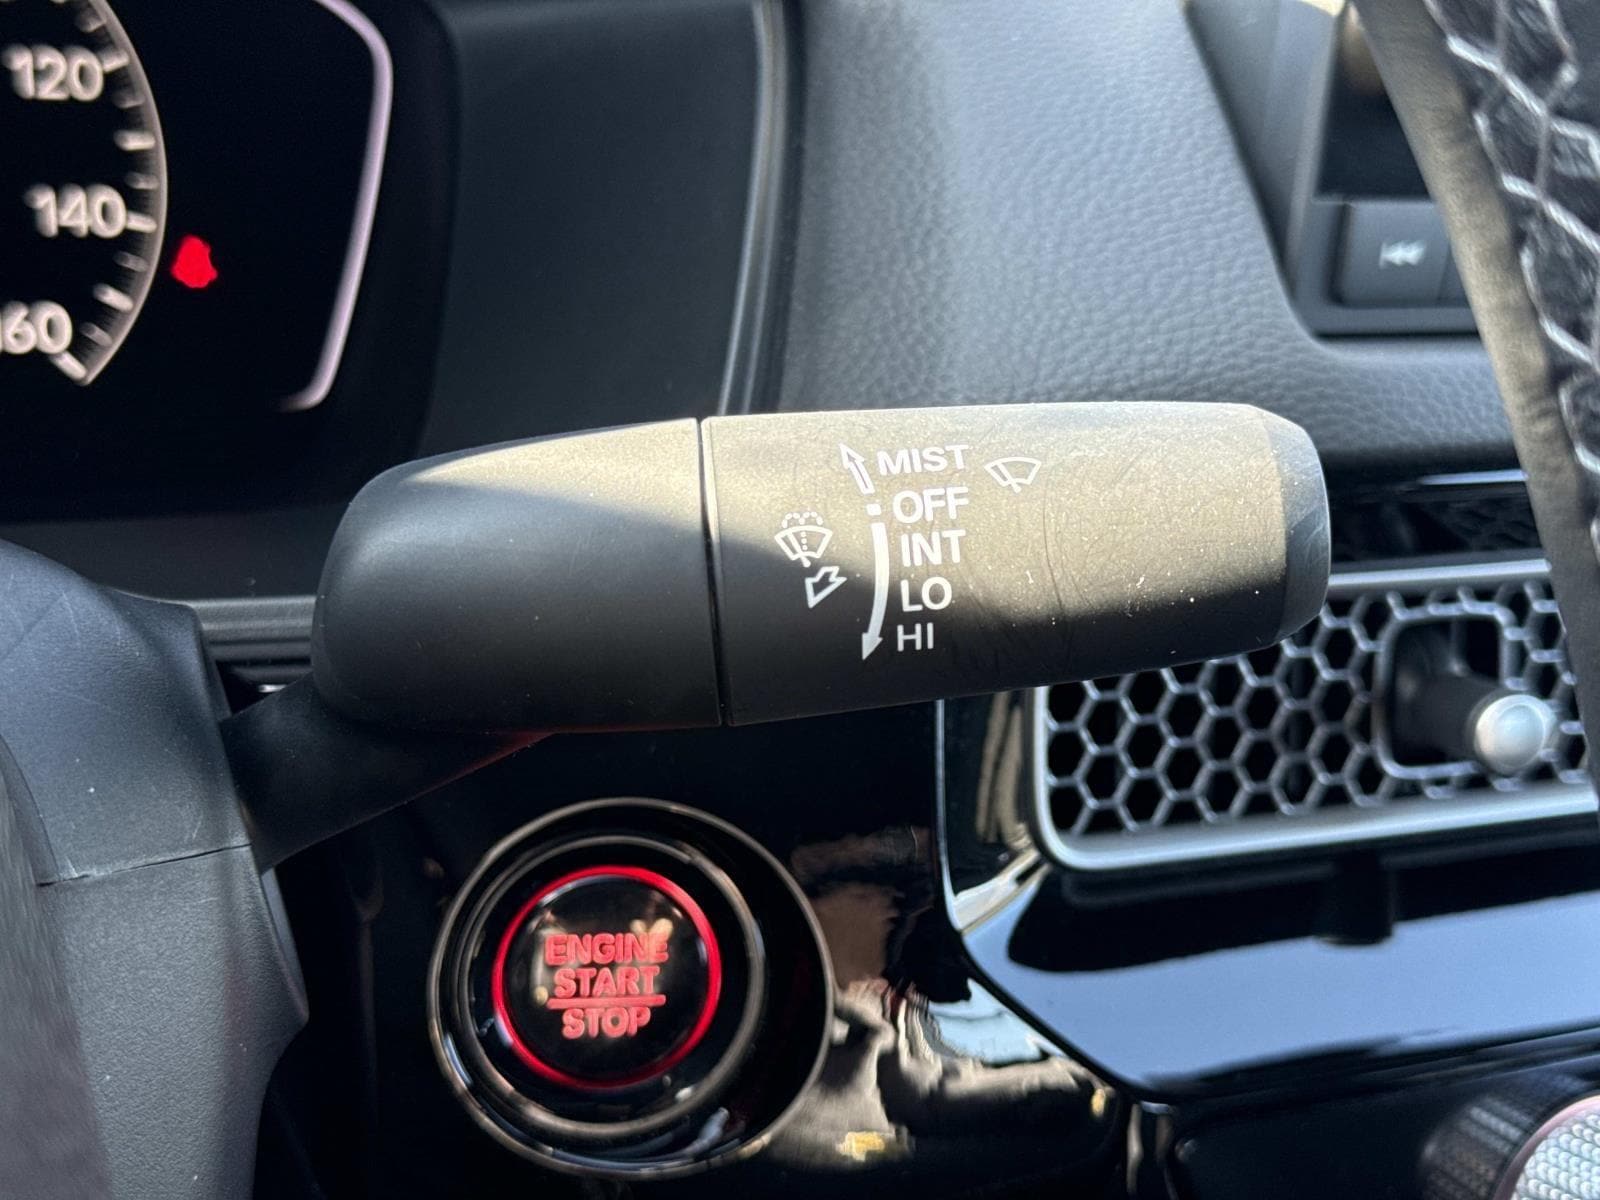 120
140
160
MIST
OFF
INT
LO
HI
ENGINE
START
STOP